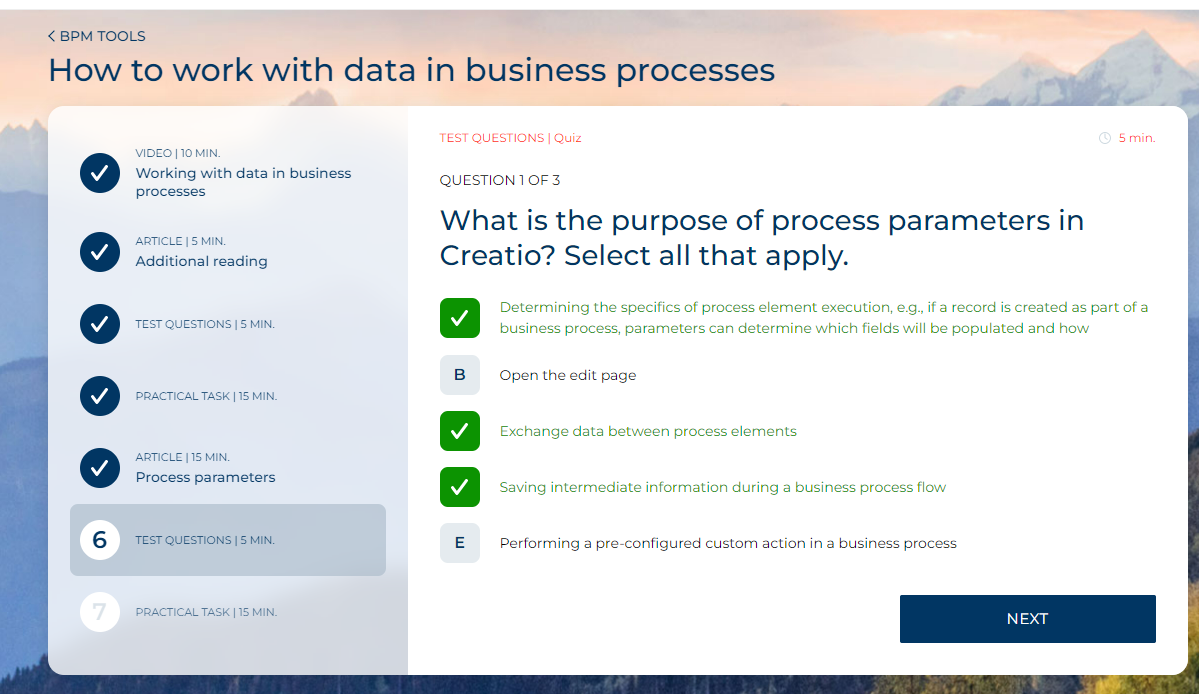 < BPM TOOLS
How to work with data in business processes
VIDEO | 10 MIN.
Working with data in business
processes
ARTICLE | 5 MIN.
Additional reading
TEST QUESTIONS | 5 MIN.
PRACTICAL TASK | 15 MIN.
ARTICLE | 15 MIN.
Process parameters
6
TEST QUESTIONS | 5 MIN.
7
PRACTICAL TASK | 15 MIN.
TEST QUESTIONS | Quiz
5 min.
QUESTION 1 OF 3
What is the purpose of process parameters in
Creatio? Select all that apply.
Determining the specifics of process element execution, e.g., if a record is created as part of a
business process, parameters can determine which fields will be populated and how
B
Open the edit page
Exchange data between process elements
Saving intermediate information during a business process flow
E
Performing a pre-configured custom action in a business process
NEXT